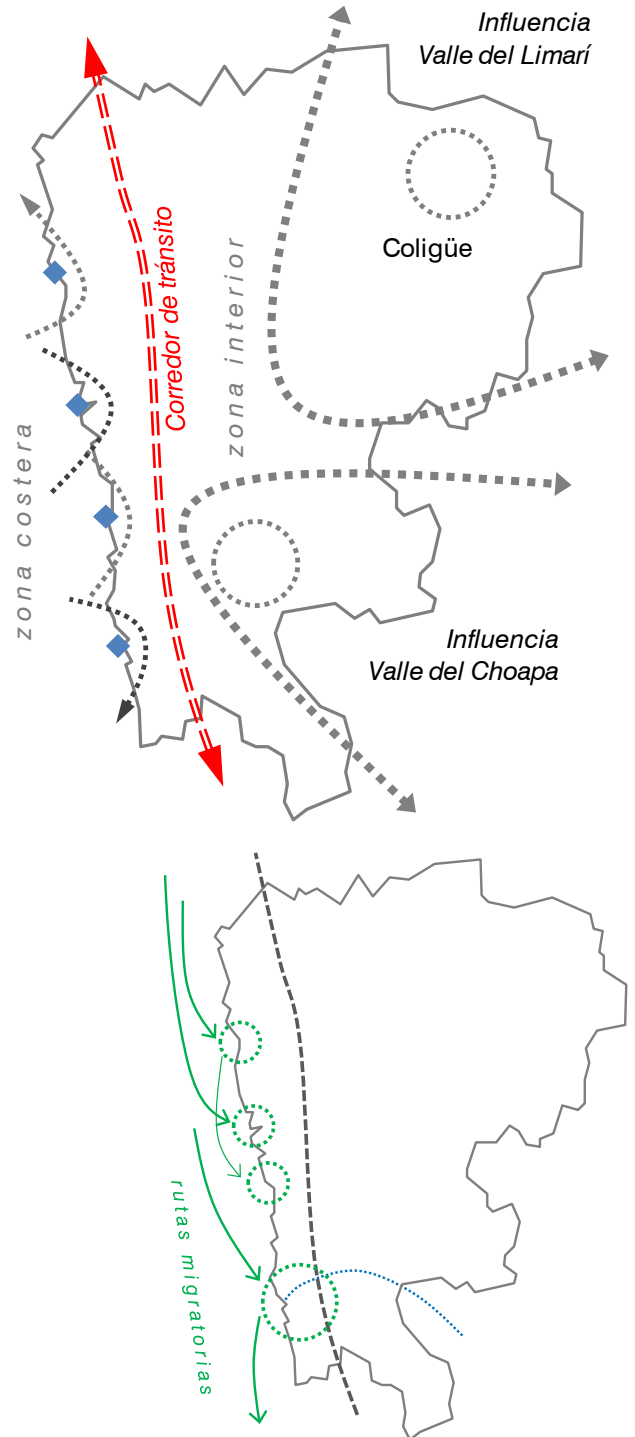 Influencia
Valle del Limarí
Coligüe
Corredor de tránsito
zona interior
zona costera
Influencia
Valle del Choapa
rutas migratorias